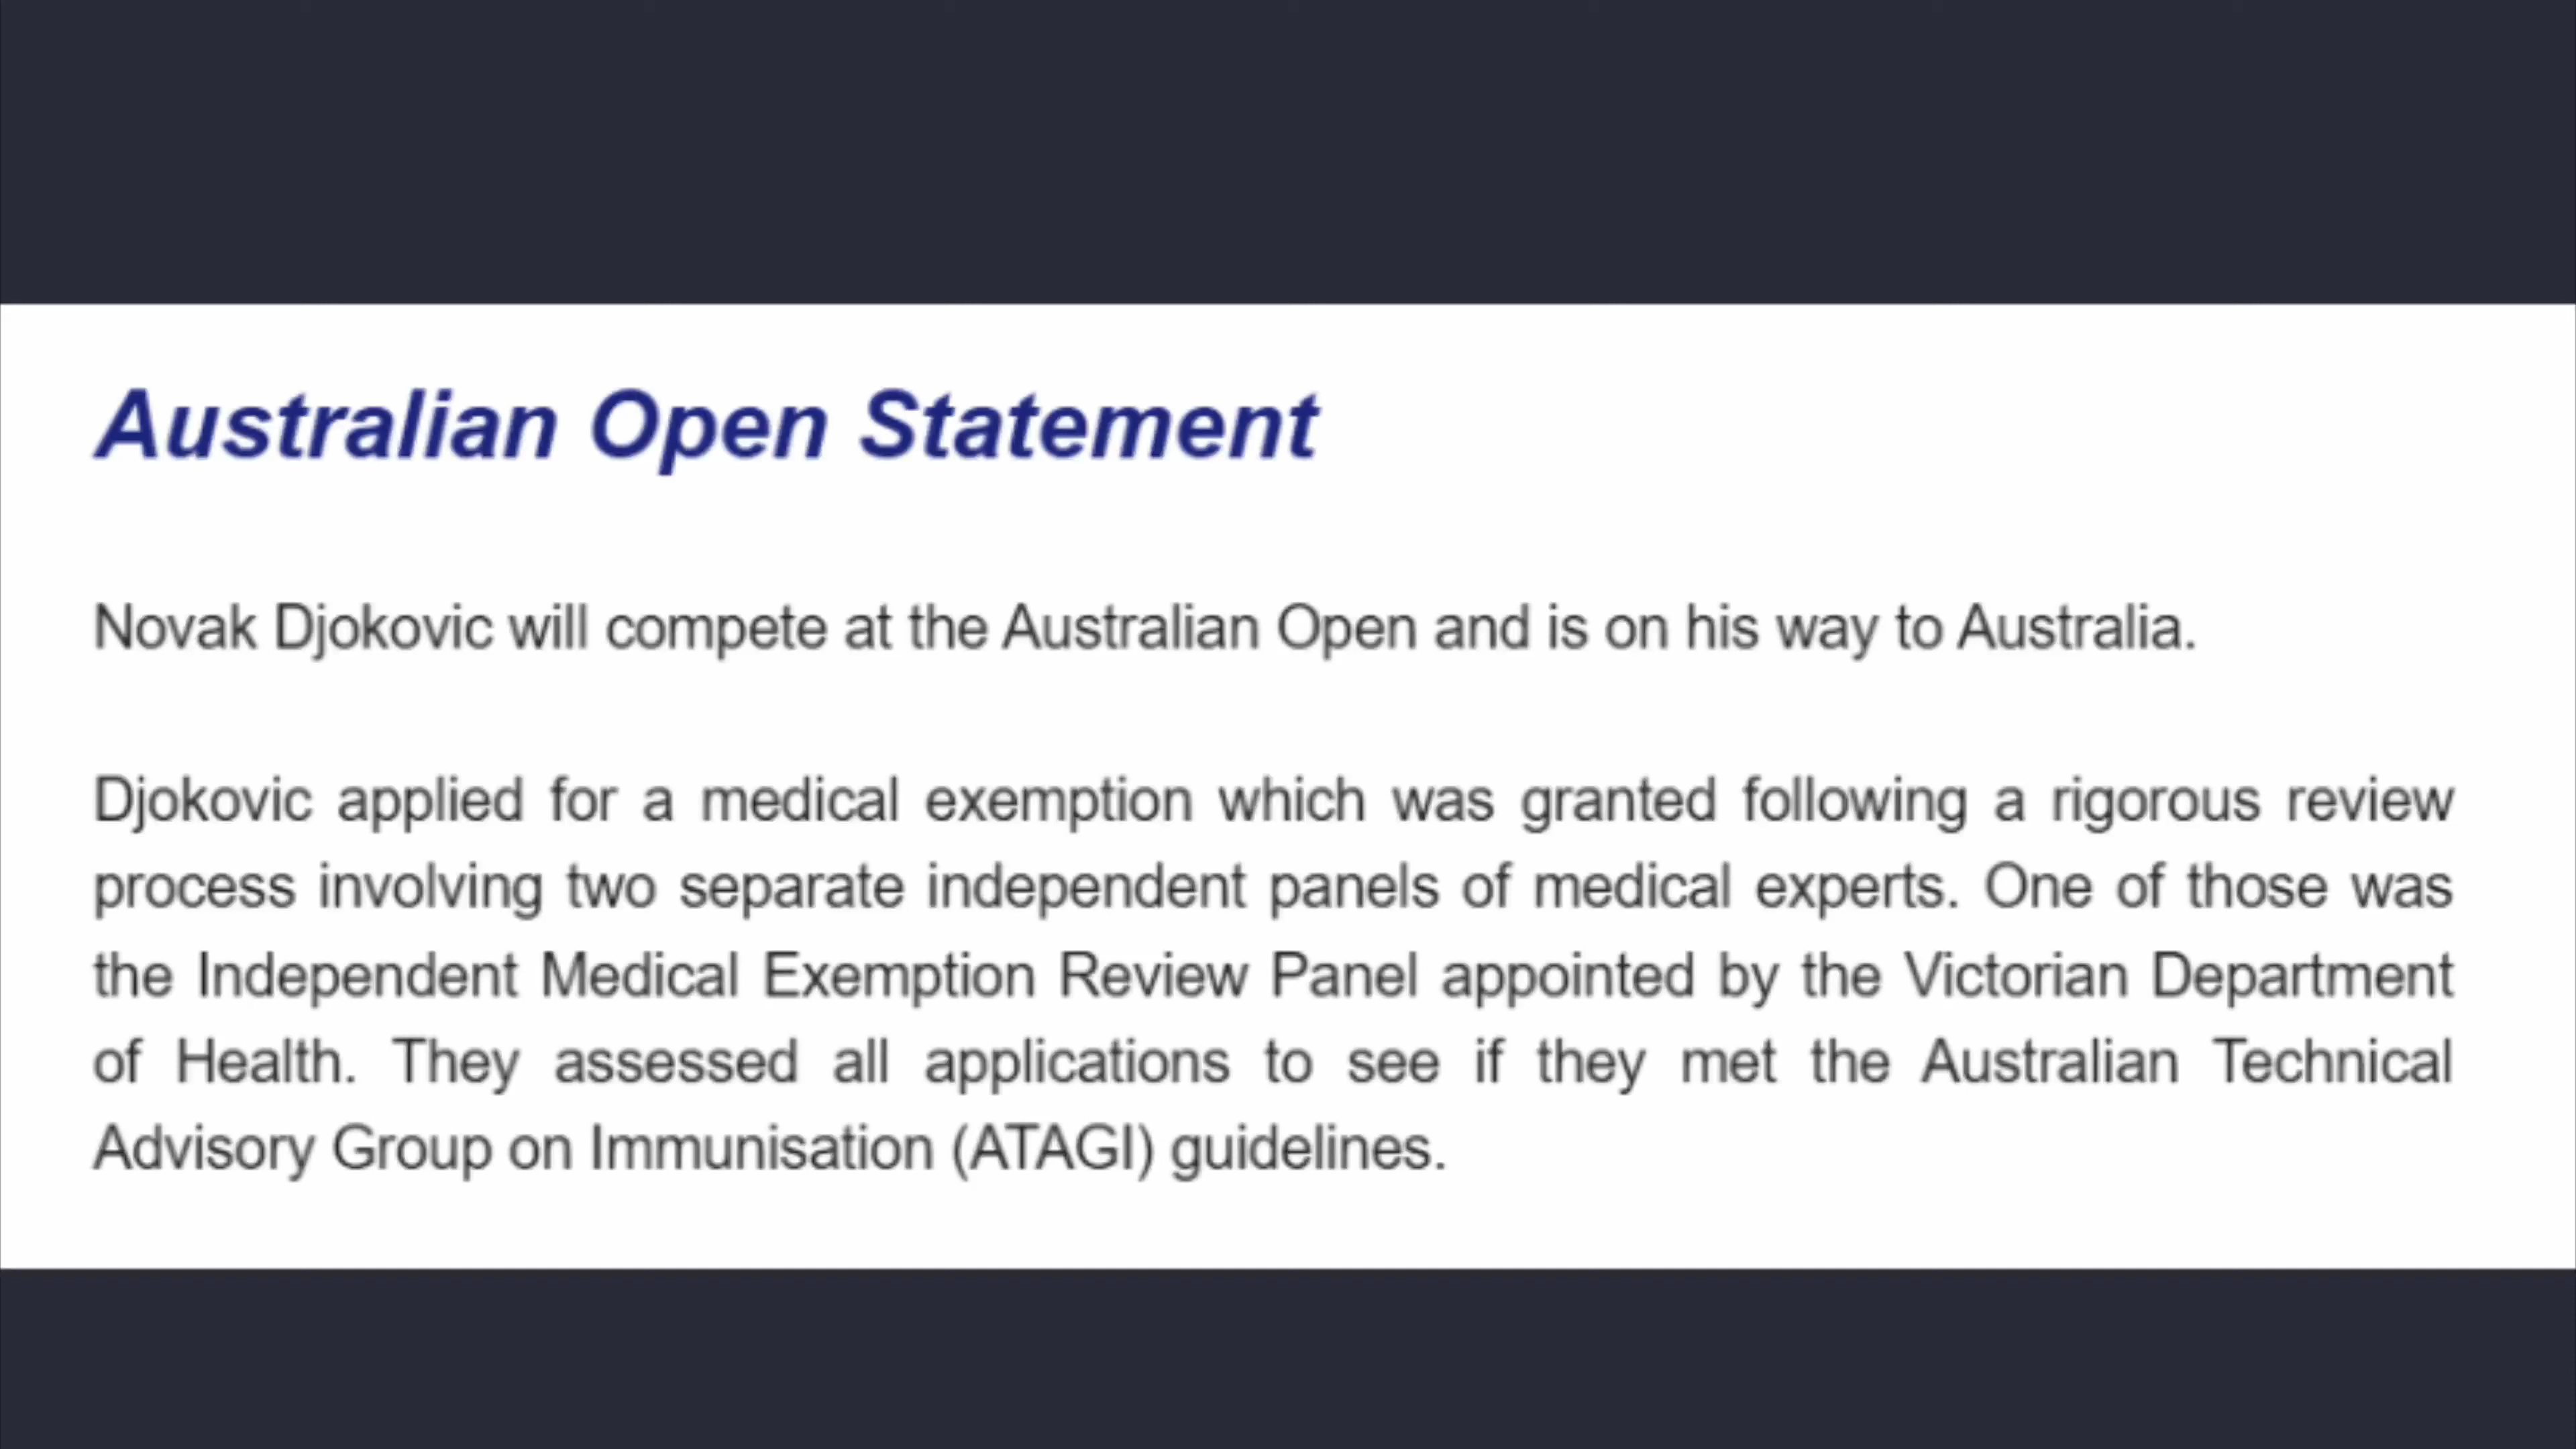 Australian Open Statement
Novak Djokovic will compete at the Australian Open and is on his way to Australia.
Djokovic applied for a medical exemption which was granted following a rigorous review
process involving two separate independent panels of medical experts. One of those was
the Independent Medical Exemption Review Panel appointed by the Victorian Department
of Health. They assessed all applications to see if they met the Australian Technical
Advisory Group on Immunisation (ATAGI) guidelines.